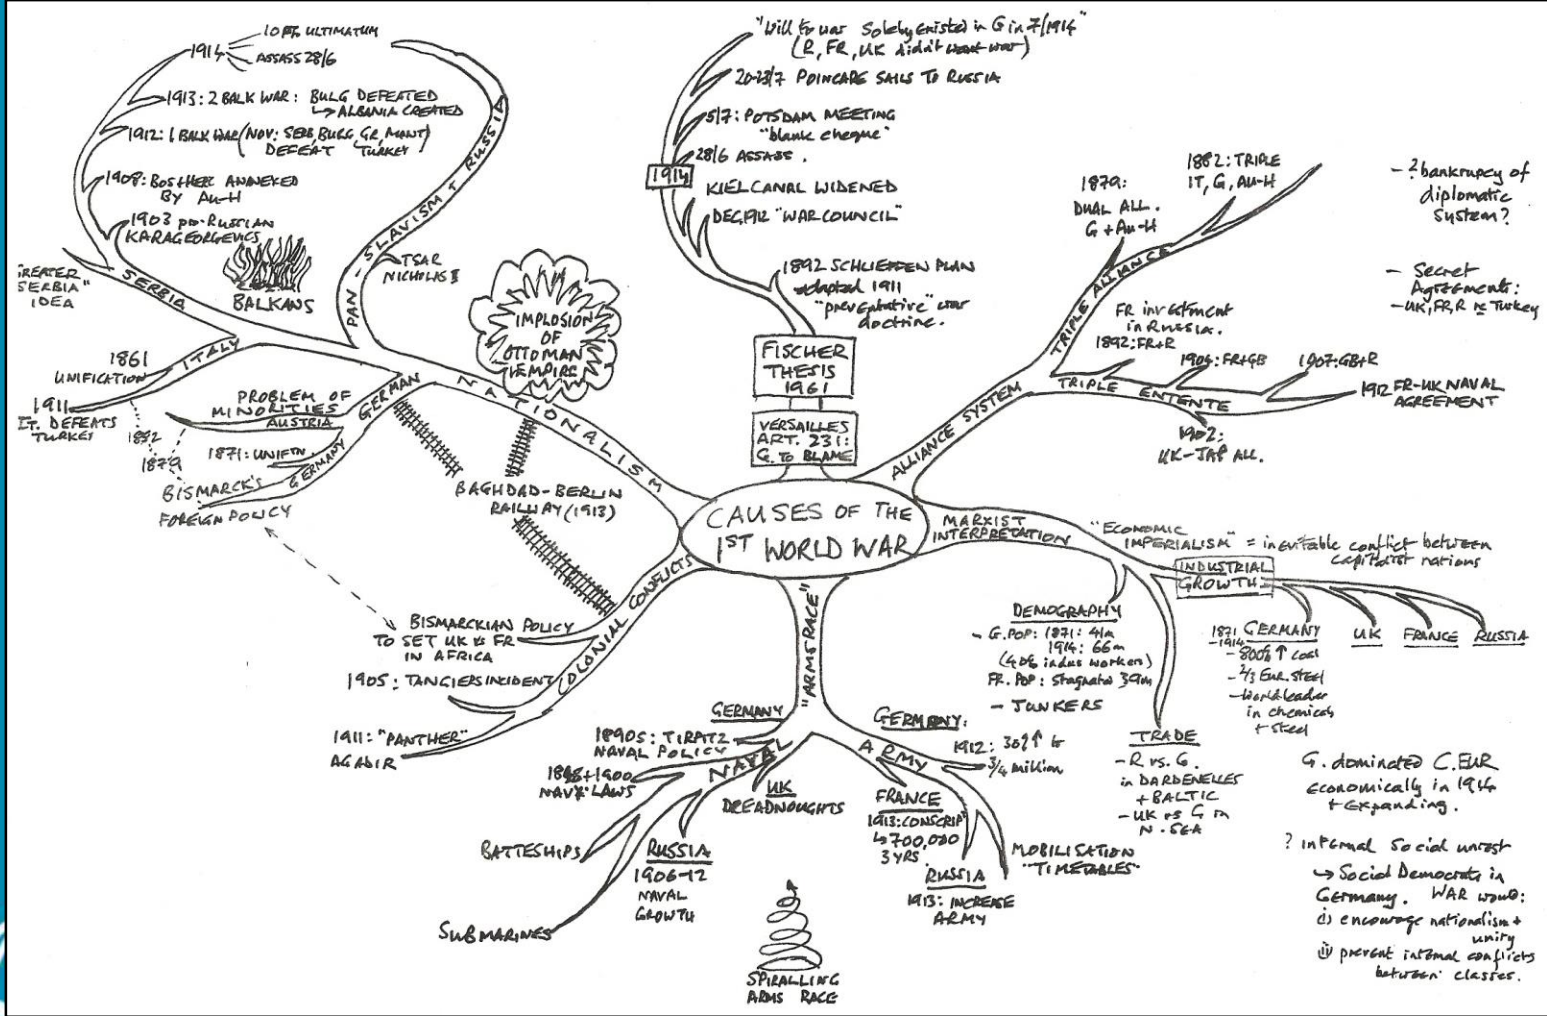 CAUSES OF THE
1ST WORLD WAR
NATIONALISM
SERBIA
"GREATER
SERBIA"
IDEA
1903 pro-RUSSIAN
KARAGEORGEVICS
1908: BOS+HERC ANNEXED
BY AU-H
1912: 1 BALK WAR (NOV: SERB, BULG, GR, MONT)
DEFEAT TURKEY
1913: 2 BALK WAR: BULG DEFEATED
↳ ALBANIA CREATED
1914
10 PT. ULTIMATUM
ASSASS 28/6
BALKANS
PAN-SLAVISM + RUSSIA
TSAR
NICHOLAS II
IMPLOSION
OF
OTTOMAN
EMPIRE
ITALY
1861
UNIFICATION
1911
IT. DEFEATS
TURKEY
GERMAN
PROBLEM OF
MINORITIES
AUSTRIA
1882
1879
1871: UNIFTN.
GERMANY
BISMARCK'S
FOREIGN POLICY
BAGHDAD-BERLIN
RAILWAY (1913)
COLONIAL CONFLICTS
BISMARCKIAN POLICY
TO SET UK vs FR
IN AFRICA
1905: TANGIERS INCIDENT
1911: "PANTHER"
AGADIR
VERSAILLES
ART. 231:
G. TO BLAME
FISCHER
THESIS
1961
1892 SCHLIEFFEN PLAN
adapted 1911
"preventative" war
doctrine.
DEC, 1912 "WAR COUNCIL"
KIEL CANAL WIDENED
1914
28/6 ASSASS.
5/7: POTSDAM MEETING
"blank cheque"
20-23/7 POINCARE SAILS TO RUSSIA
"Will to war solely existed in G in 7/1914"
(R, FR, UK didn't want war)
ALLIANCE SYSTEM
TRIPLE ALLIANCE
1879:
DUAL ALL.
G + AU-H
1882: TRIPLE
IT, G, AU-H
- ? bankrupcy of
diplomatic
system?
- Secret
Agreements:
- UK, FR, R re Turkey
TRIPLE ENTENTE
FR investment
in RUSSIA.
1892: FR+R
1904: FR+GB
1907: GB+R
1912 FR-UK NAVAL
AGREEMENT
1902:
UK-JAP ALL.
MARXIST
INTERPRETATION
"ECONOMIC
IMPERIALISM" = inevitable conflict between
capitalist nations
INDUSTRIAL
GROWTH
DEMOGRAPHY
- G. POP: 1871: 41m
1914: 66m
(40% indus workers)
FR. POP: stagnated 39m
- JUNKERS
TRADE
- R vs. G.
in DARDENELLES
+ BALTIC
- UK vs G in
N. SEA
1871 GERMANY
-1914
- 800% ↑ coal
- 2/3 EUR. steel
- World leader
in chemicals
+ steel
UK
FRANCE
RUSSIA
G. dominated C. EUR
economically in 1914
+ expanding.
? internal social unrest
↳ Social Democrats in
Germany. WAR would:
i) encourage nationalism +
unity
ii) prevent internal conflicts
between classes.
"ARMS RACE"
NAVAL
GERMANY
1890s: TIRPITZ
NAVAL POLICY
1898+1900
NAVY LAWS
BATTESHIPS
SUBMARINES
RUSSIA
1906-12
NAVAL
GROWTH
UK
DREADNOUGHTS
ARMY
GERMANY:
1912: 30% ↑ to
3/4 million
FRANCE
1913: CONSCRIP"
↳ 700,000
3 YRS.
RUSSIA
1913: INCREASE
ARMY
MOBILISATION
"TIMETABLES"
SPIRALLING
ARMS RACE